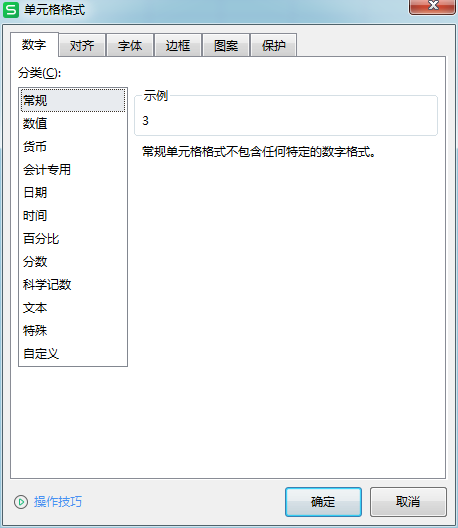 S 单元格格式
数字 对齐 字体 边框 图案 保护
分类(C):
常规
数值
货币
会计专用
日期
时间
百分比
分数
科学记数
文本
特殊
自定义
示例
3
常规单元格格式不包含任何特定的数字格式。
操作技巧
确定 取消